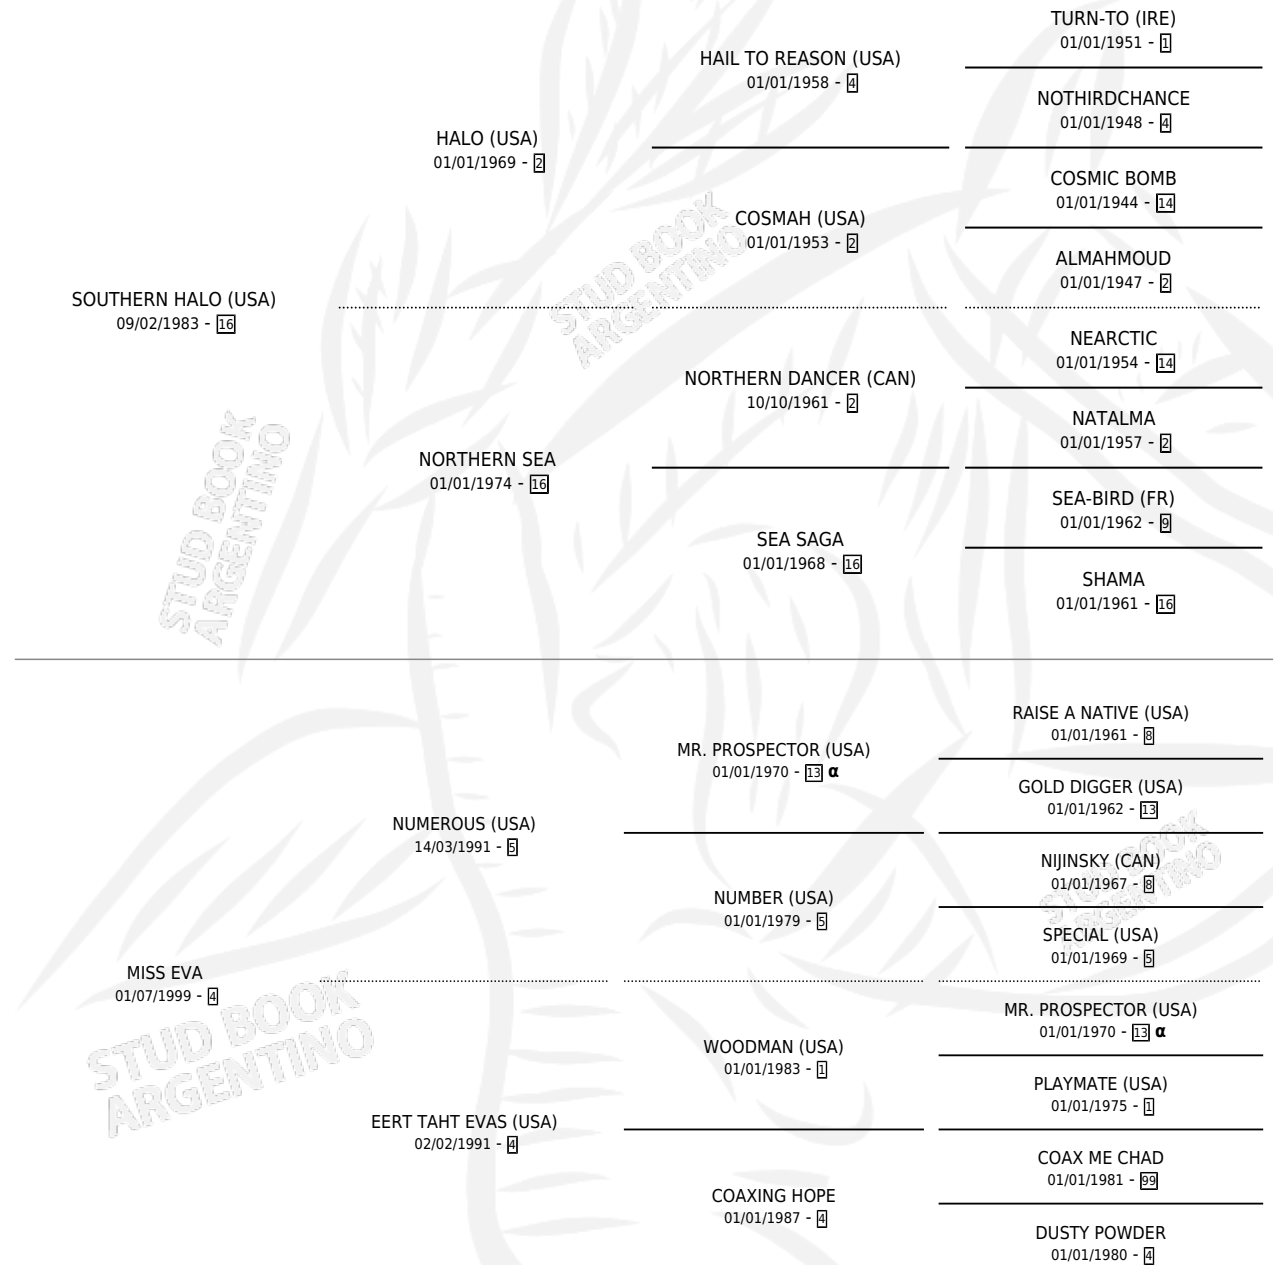 TURN-TO (IRE)
01/01/1951 - 1
HAIL TO REASON (USA)
01/01/1958 - 4
NOTHIRDCHANCE
01/01/1948 - 4
HALO (USA)
01/01/1969 - 2
COSMIC BOMB
01/01/1944 - 14
COSMAH (USA)
01/01/1953 - 2
ALMAHMOUD
01/01/1947 - 2
SOUTHERN HALO (USA)
09/02/1983 - 16
NEARCTIC
01/01/1954 - 14
NORTHERN DANCER (CAN)
10/10/1961 - 2
NATALMA
01/01/1957 - 2
NORTHERN SEA
01/01/1974 - 16
SEA-BIRD (FR)
01/01/1962 - 9
SEA SAGA
01/01/1968 - 16
SHAMA
01/01/1961 - 16
RAISE A NATIVE (USA)
01/01/1961 - 8
MR. PROSPECTOR (USA)
01/01/1970 - 13 α
GOLD DIGGER (USA)
01/01/1962 - 13
NUMEROUS (USA)
14/03/1991 - 5
NIJINSKY (CAN)
01/01/1967 - 8
NUMBER (USA)
01/01/1979 - 5
SPECIAL (USA)
01/01/1969 - 5
MISS EVA
01/07/1999 - 4
MR. PROSPECTOR (USA)
01/01/1970 - 13 α
WOODMAN (USA)
01/01/1983 - 1
PLAYMATE (USA)
01/01/1975 - 1
EERT TAHT EVAS (USA)
02/02/1991 - 4
COAX ME CHAD
01/01/1981 - 99
COAXING HOPE
01/01/1987 - 4
DUSTY POWDER
01/01/1980 - 4
STUD BOOK
ARGENTINO
STUD BOOK
ARGENTINO
STUD BOOK
ARGENTINO
STUD BOOK
ARGENTINO